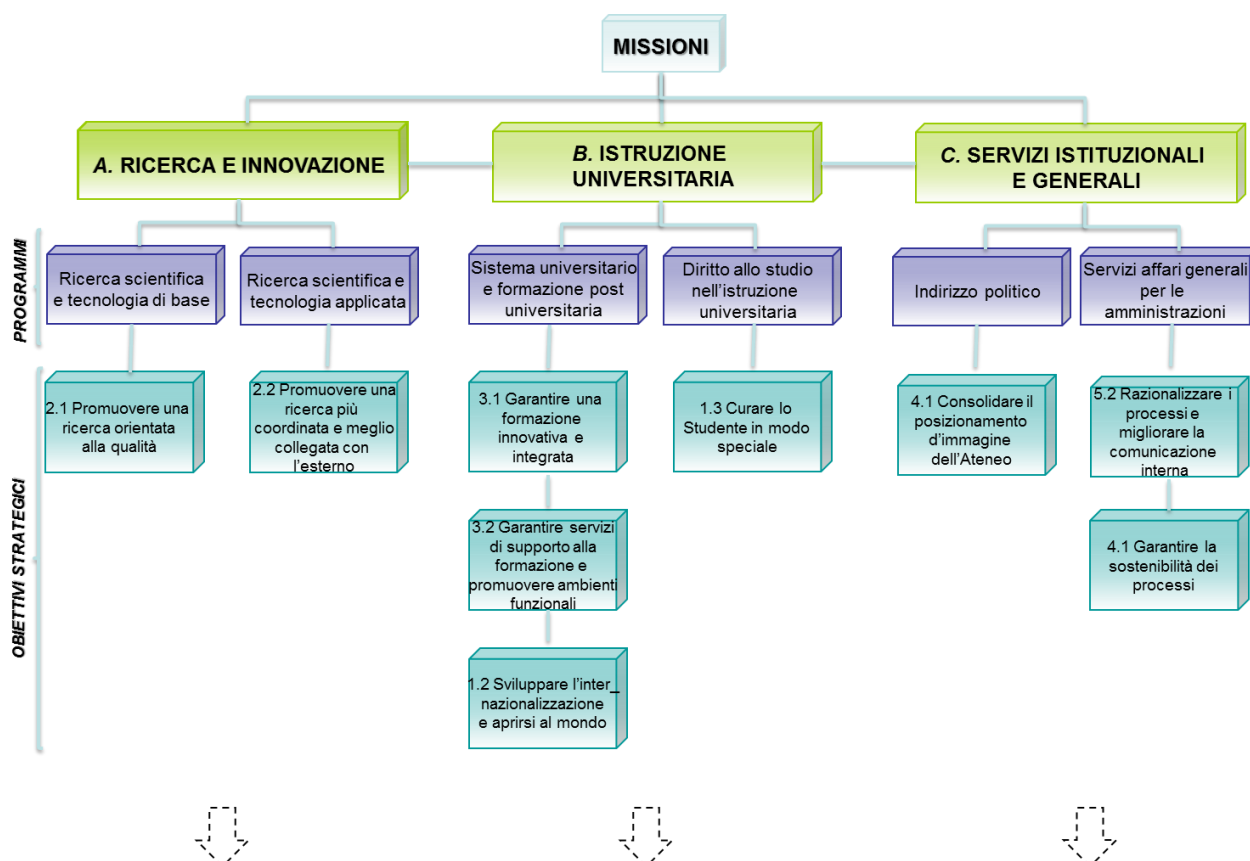 MISSIONI
A. RICERCA E INNOVAZIONE
B. ISTRUZIONE
UNIVERSITARIA
C. SERVIZI ISTITUZIONALI
E GENERALI
PROGRAMMI
Ricerca scientifica
e tecnologia di base
Ricerca scientifica e
tecnologia applicata
Sistema universitario
e formazione post
universitaria
Diritto allo studio
nell'istruzione
universitaria
Indirizzo politico
Servizi affari generali
per le
amministrazioni
OBIETTIVI STRATEGICI
2.1 Promuovere una
ricerca orientata
alla qualità
2.2 Promuovere una
ricerca più
coordinata e meglio
collegata con
l'esterno
3.1 Garantire una
formazione
innovativa e
integrata
1.3 Curare lo
Studente in modo
speciale
4.1 Consolidare il
posizionamento
d'immagine
dell'Ateneo
5.2 Razionalizzare i
processi e
migliorare la
comunicazione
interna
3.2 Garantire servizi
di supporto alla
formazione e
promuovere ambienti
funzionali
4.1 Garantire la
sostenibilità dei
processi
1.2 Sviluppare l'inter_
nazionalizzazione
e aprirsi al mondo